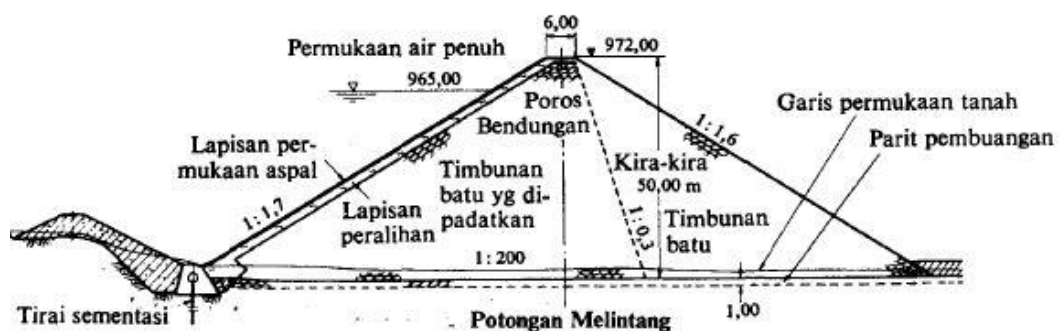 6,00
Permukaan air penuh
972,00
965,00
Poros
Bendungan
Garis permukaan tanah
Parit pembuangan
1:1,6
Lapisan per-
mukaan aspal
Timbunan
batu yg di-
padatkan
Kira-kira
50,00 m
1:1,7
Lapisan
peralihan
1:0,3
Timbunan
batu
1:200
Tirai sementasi
Potongan Melintang
1,00